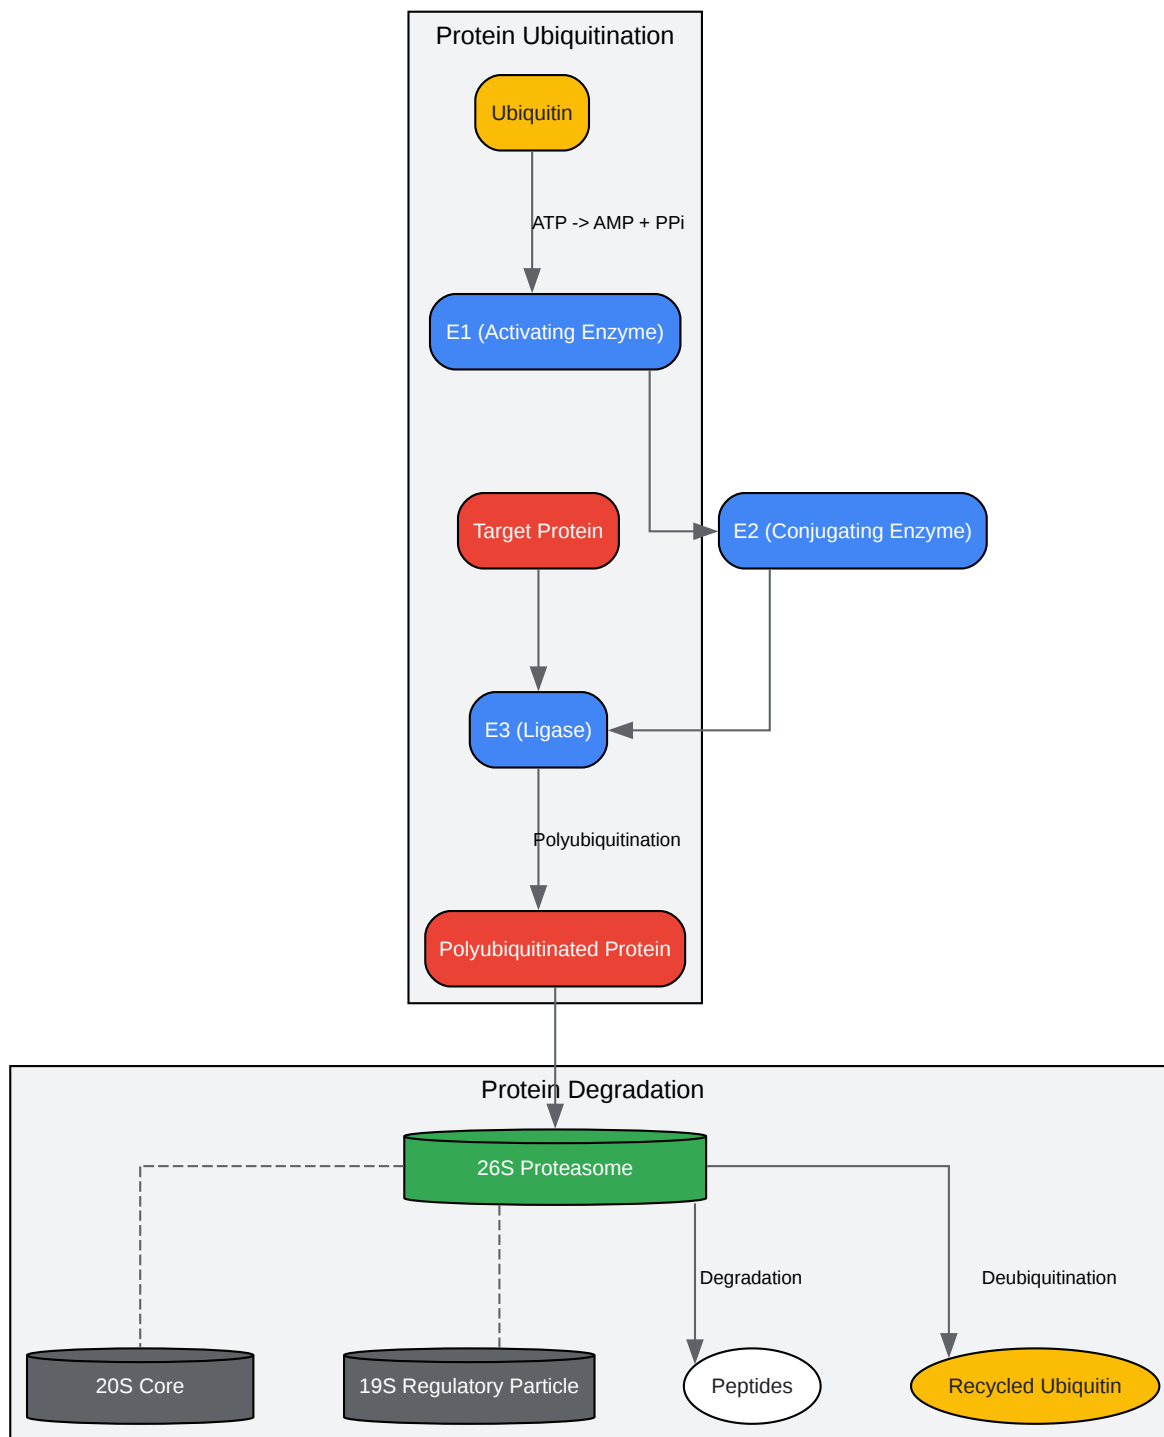 Protein Ubiquitination
Ubiquitin
ATP -> AMP + PPi
E1 (Activating Enzyme)
Target Protein
E2 (Conjugating Enzyme)
E3 (Ligase)
Polyubiquitination
Polyubiquitinated Protein
Protein Degradation
26S Proteasome
Degradation
Deubiquitination
20S Core
19S Regulatory Particle
Peptides
Recycled Ubiquitin